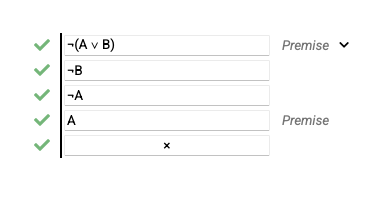 ¬(A ∨ B) Premise
¬B
¬A
A Premise
×